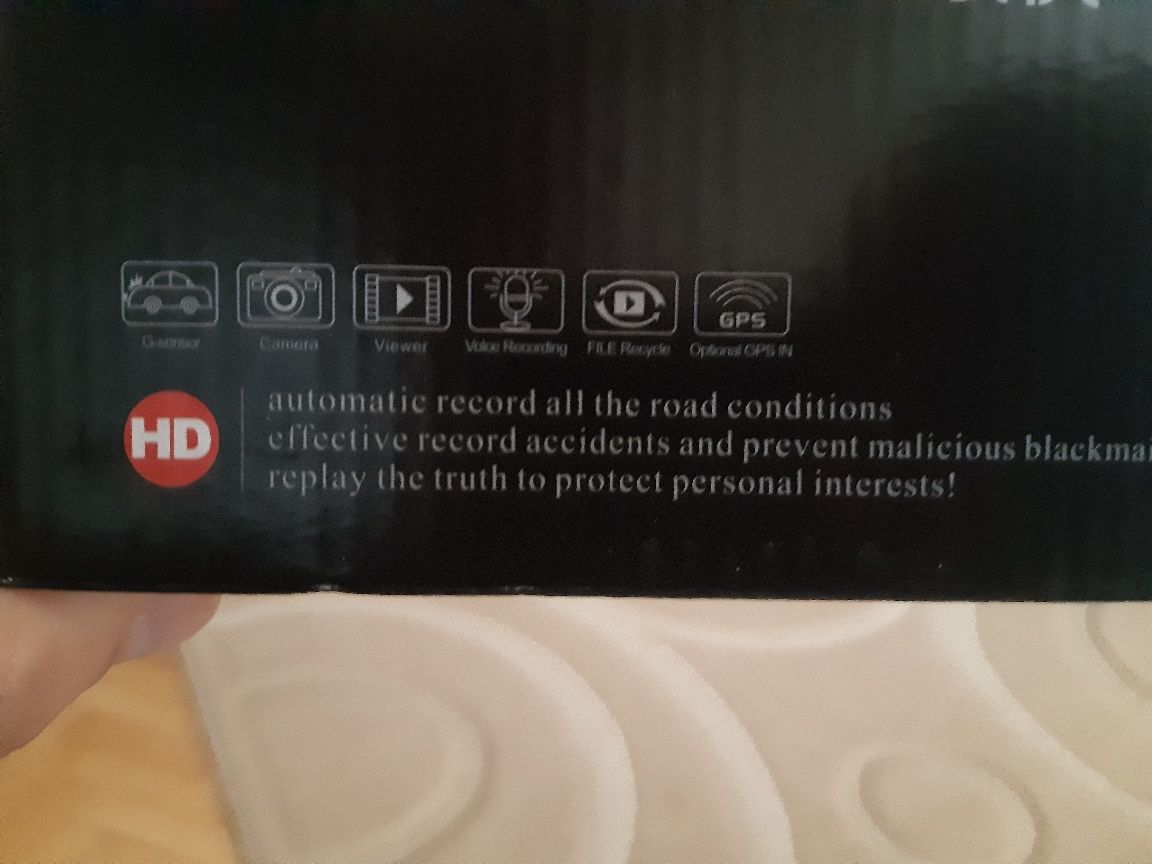 G-sensor Camera Viewer Voice Recording FILE Recycle Optional GPS IN
GPS
HD
automatic record all the road conditions
effective record accidents and prevent malicious blackmai
replay the truth to protect personal interests!